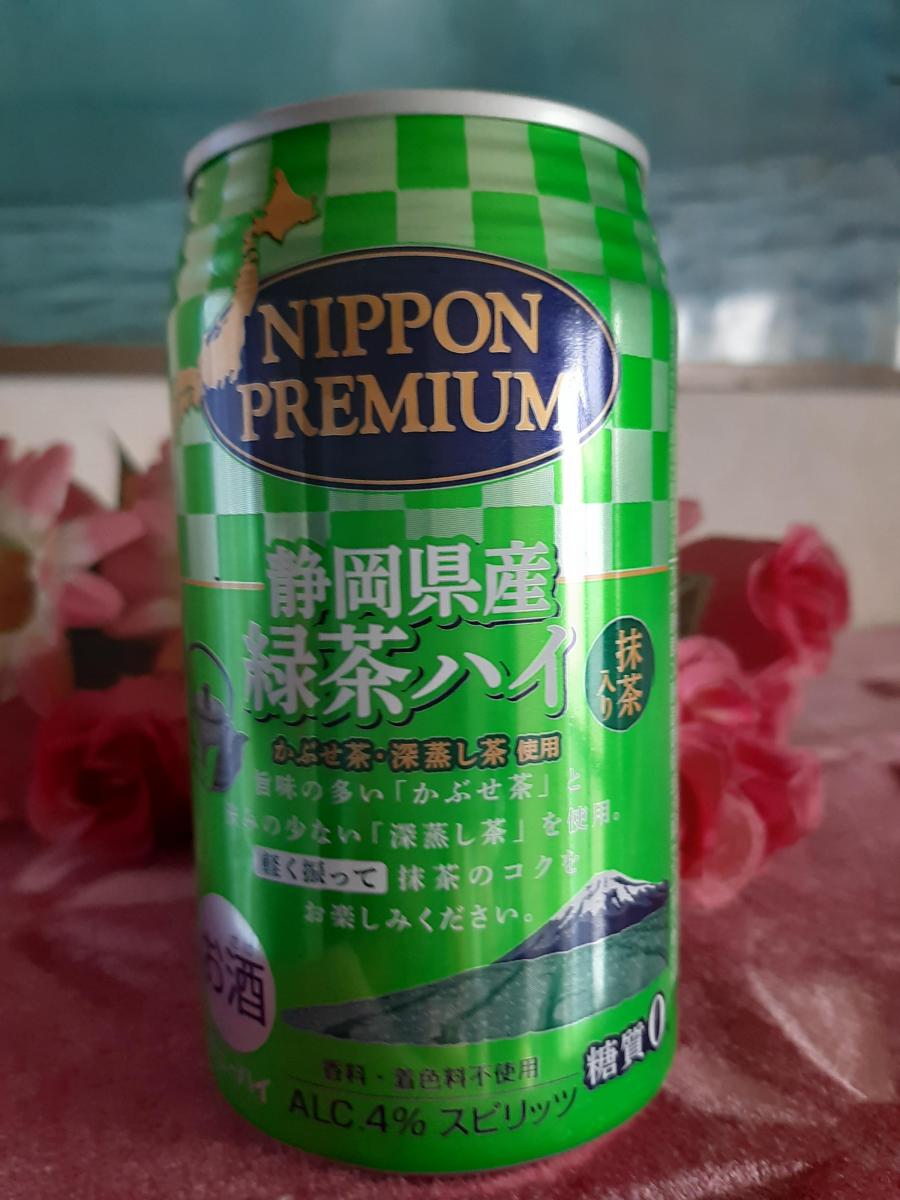 NIPPON
PREMIUM
静岡県産
緑茶ハイ
抹茶
入り
かぶせ茶・深蒸し茶 使用
旨味の多い「かぶせ茶」と
の少ない「深蒸し茶」を使用。
軽く振って 抹茶のコクを
お楽しみください。
お酒
糖質0
香料・着色料不使用
ALC.4% スピリッツ